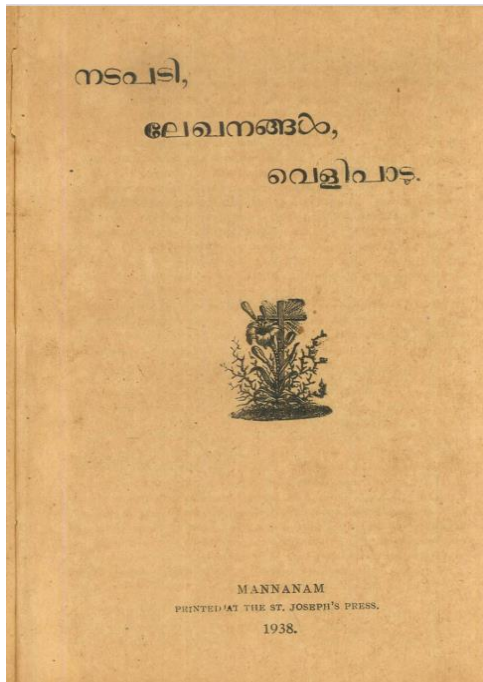 നടപടി,
ലേഖനങ്ങൾ,
വെളിപാടു.
MANNANAM
PRINTED AT THE ST. JOSEPH'S PRESS.
1938.